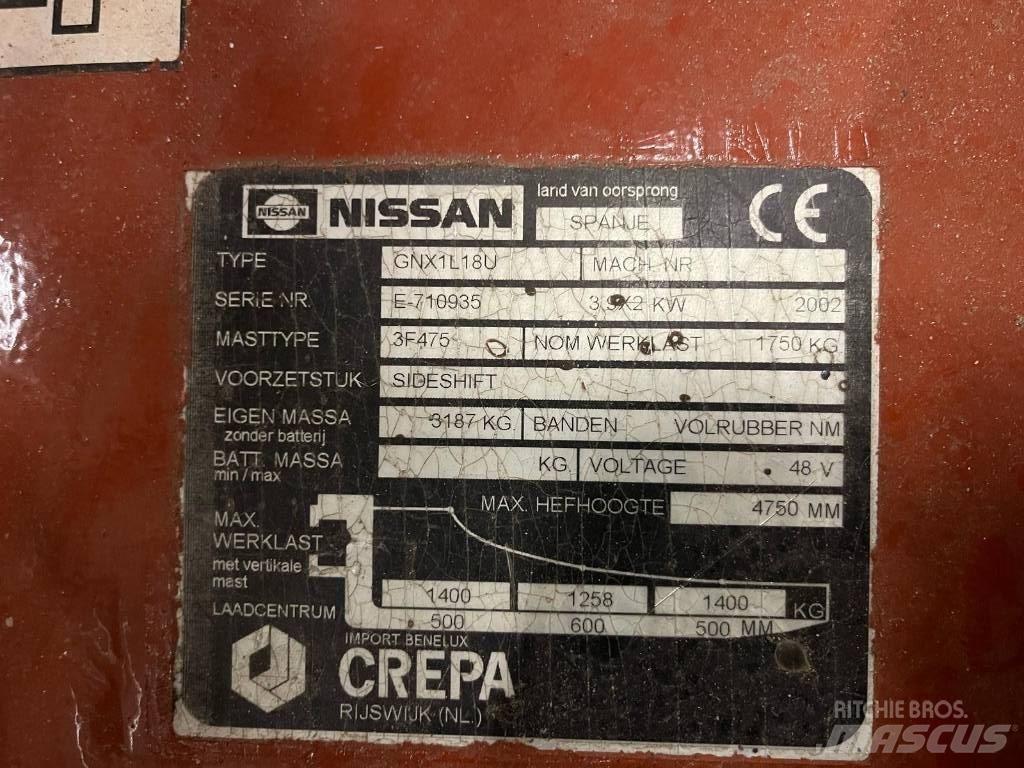 NISSAN NISSAN land van oorsprong CE
SPANJE
TYPE GNX1L18U MACH. NR
SERIE NR. E-710935 3,9X2 KW 2002
MASTTYPE 3F475 NOM WERKLAST 1750 KG
VOORZETSTUK SIDESHIFT
EIGEN MASSA 3187 KG. BANDEN VOLRUBBER NM
zonder batterij
BATT. MASSA KG. VOLTAGE 48 V
min / max
MAX. HEFHOOGTE 4750 MM
MAX.
WERKLAST
met vertikale
mast
1400 1258 1400 KG
LAADCENTRUM 500 600 500 MM
IMPORT BENELUX
CREPA
RIJSWIJK (NL.)
RITCHIE BROS.
MASCUS